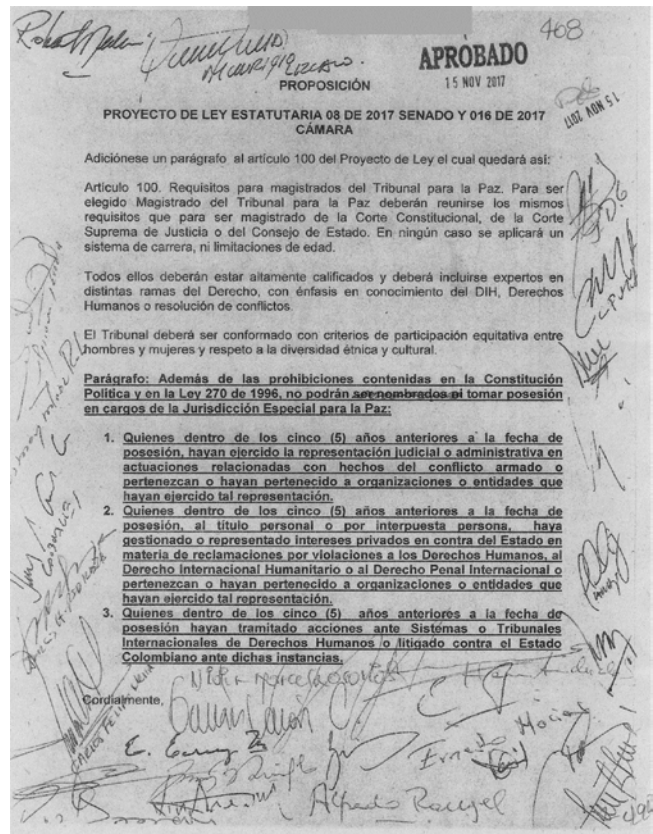 408
APROBADO
15 NOV 2017
PROPOSICIÓN
15 NOV 2017
PROYECTO DE LEY ESTATUTARIA 08 DE 2017 SENADO Y 016 DE 2017
CÁMARA
Adiciónese un parágrafo al artículo 100 del Proyecto de Ley el cual quedará así:
Artículo 100. Requisitos para magistrados del Tribunal para la Paz. Para ser
elegido Magistrado del Tribunal para la Paz deberán reunirse los mismos
requisitos que para ser magistrado de la Corte Constitucional, de la Corte
Suprema de Justicia o del Consejo de Estado. En ningún caso se aplicará un
sistema de carrera, ni limitaciones de edad.
Todos ellos deberán estar altamente calificados y deberá incluirse expertos en
distintas ramas del Derecho, con énfasis en conocimiento del DIH, Derechos
Humanos o resolución de conflictos.
El Tribunal deberá ser conformado con criterios de participación equitativa entre
hombres y mujeres y respeto a la diversidad étnica y cultural.
Parágrafo: Además de las prohibiciones contenidas en la Constitución
Política y en la Ley 270 de 1996, no podrán ser nombrados ni tomar posesión
en cargos de la Jurisdicción Especial para la Paz:
1. Quienes dentro de los cinco (5) años anteriores a la fecha de
posesión, hayan ejercido la representación judicial o administrativa en
actuaciones relacionadas con hechos del conflicto armado o
pertenezcan o hayan pertenecido a organizaciones o entidades que
hayan ejercido tal representación.
2. Quienes dentro de los cinco (5) años anteriores a la fecha de
posesión, al título personal o por interpuesta persona, haya
gestionado o representado intereses privados en contra del Estado en
materia de reclamaciones por violaciones a los Derechos Humanos, al
Derecho Internacional Humanitario o al Derecho Penal Internacional o
pertenezcan o hayan pertenecido a organizaciones o entidades que
hayan ejercido tal representación.
3. Quienes dentro de los cinco (5) años anteriores a la fecha de
posesión hayan tramitado acciones ante Sistemas o Tribunales
Internacionales de Derechos Humanos o litigado contra el Estado
Colombiano ante dichas instancias.
Cordialmente,
Ernesto Macias
Alfredo Rangel